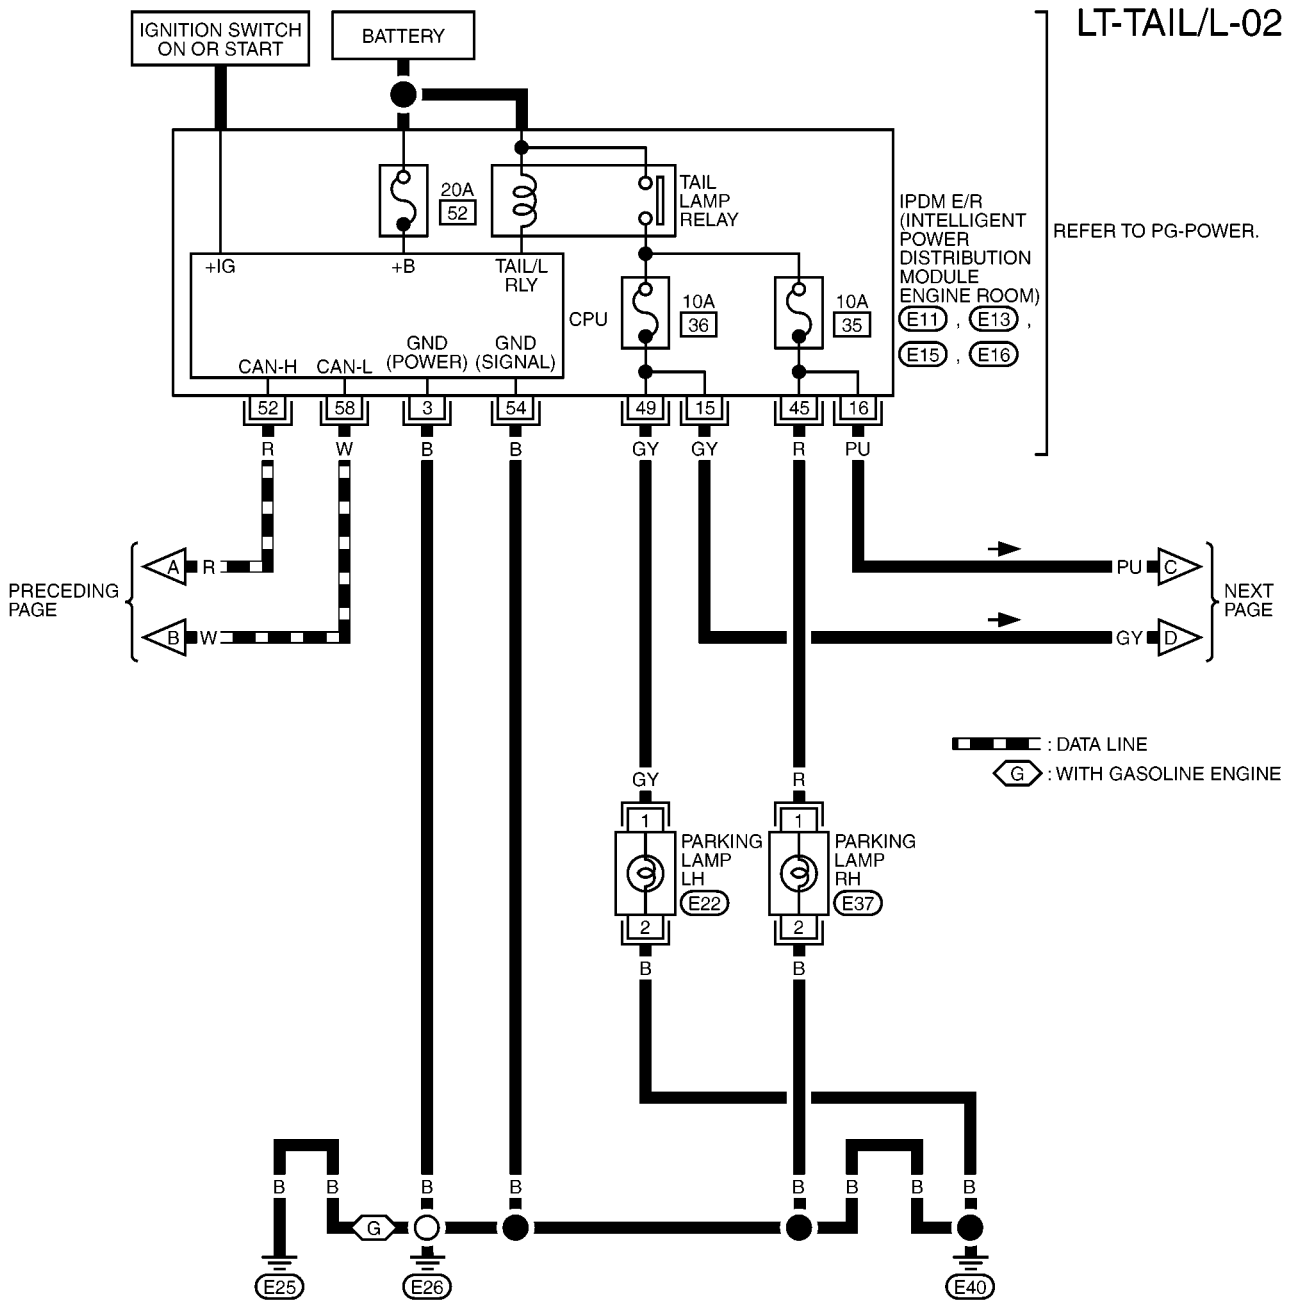 LT-TAIL/L-02
IGNITION SWITCH
ON OR START
BATTERY
20A
52
TAIL
LAMP
RELAY
IPDM E/R
(INTELLIGENT
POWER
DISTRIBUTION
MODULE
ENGINE ROOM)
E11 , E13 ,
E15 , E16
REFER TO PG-POWER.
+IG
+B
TAIL/L
RLY
CPU
10A
36
10A
35
CAN-H
CAN-L
GND
(POWER)
GND
(SIGNAL)
52 58 3 54 49 15 45 16
R W B B GY GY R PU
PRECEDING
PAGE
A R
B W
PU C
GY D
NEXT
PAGE
: DATA LINE
G : WITH GASOLINE ENGINE
GY R
1 1
PARKING
LAMP
LH
E22
PARKING
LAMP
RH
E37
2 2
B B
B B B B B B B B
G
E25 E26 E40